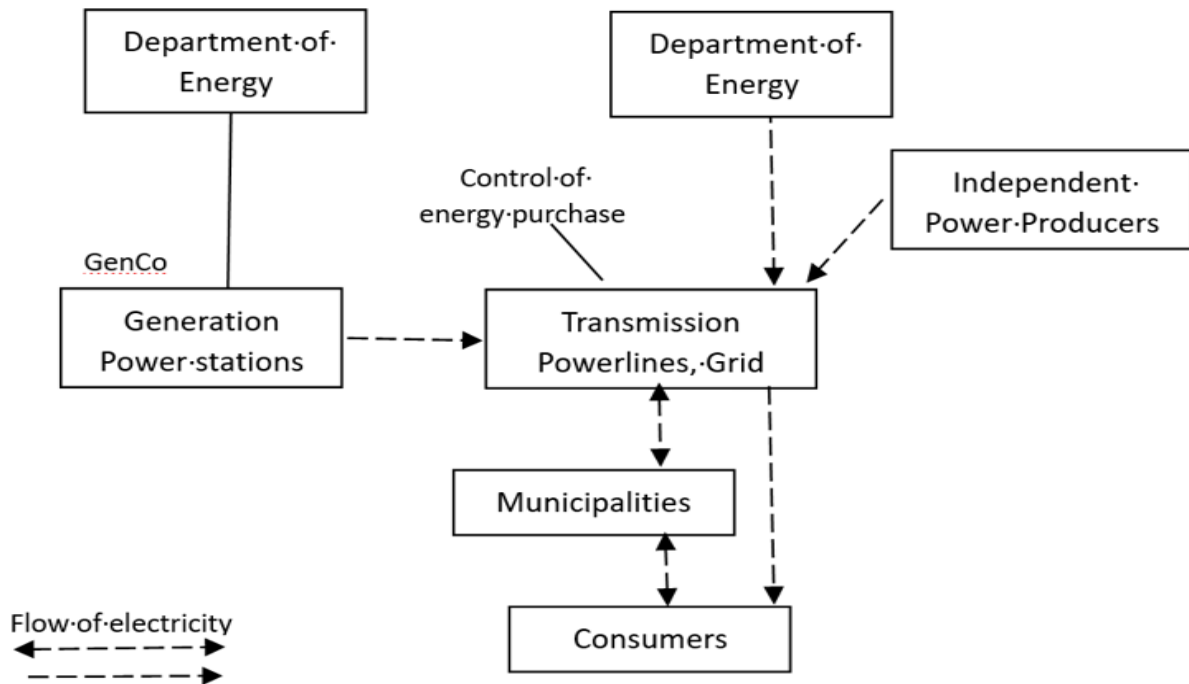 Department·of·
Energy
Department·of·
Energy
Control·of·
energy·purchase
Independent·
Power·Producers
GenCo
Generation
Power·stations
Transmission
Powerlines,·Grid
Municipalities
Consumers
Flow·of·electricity